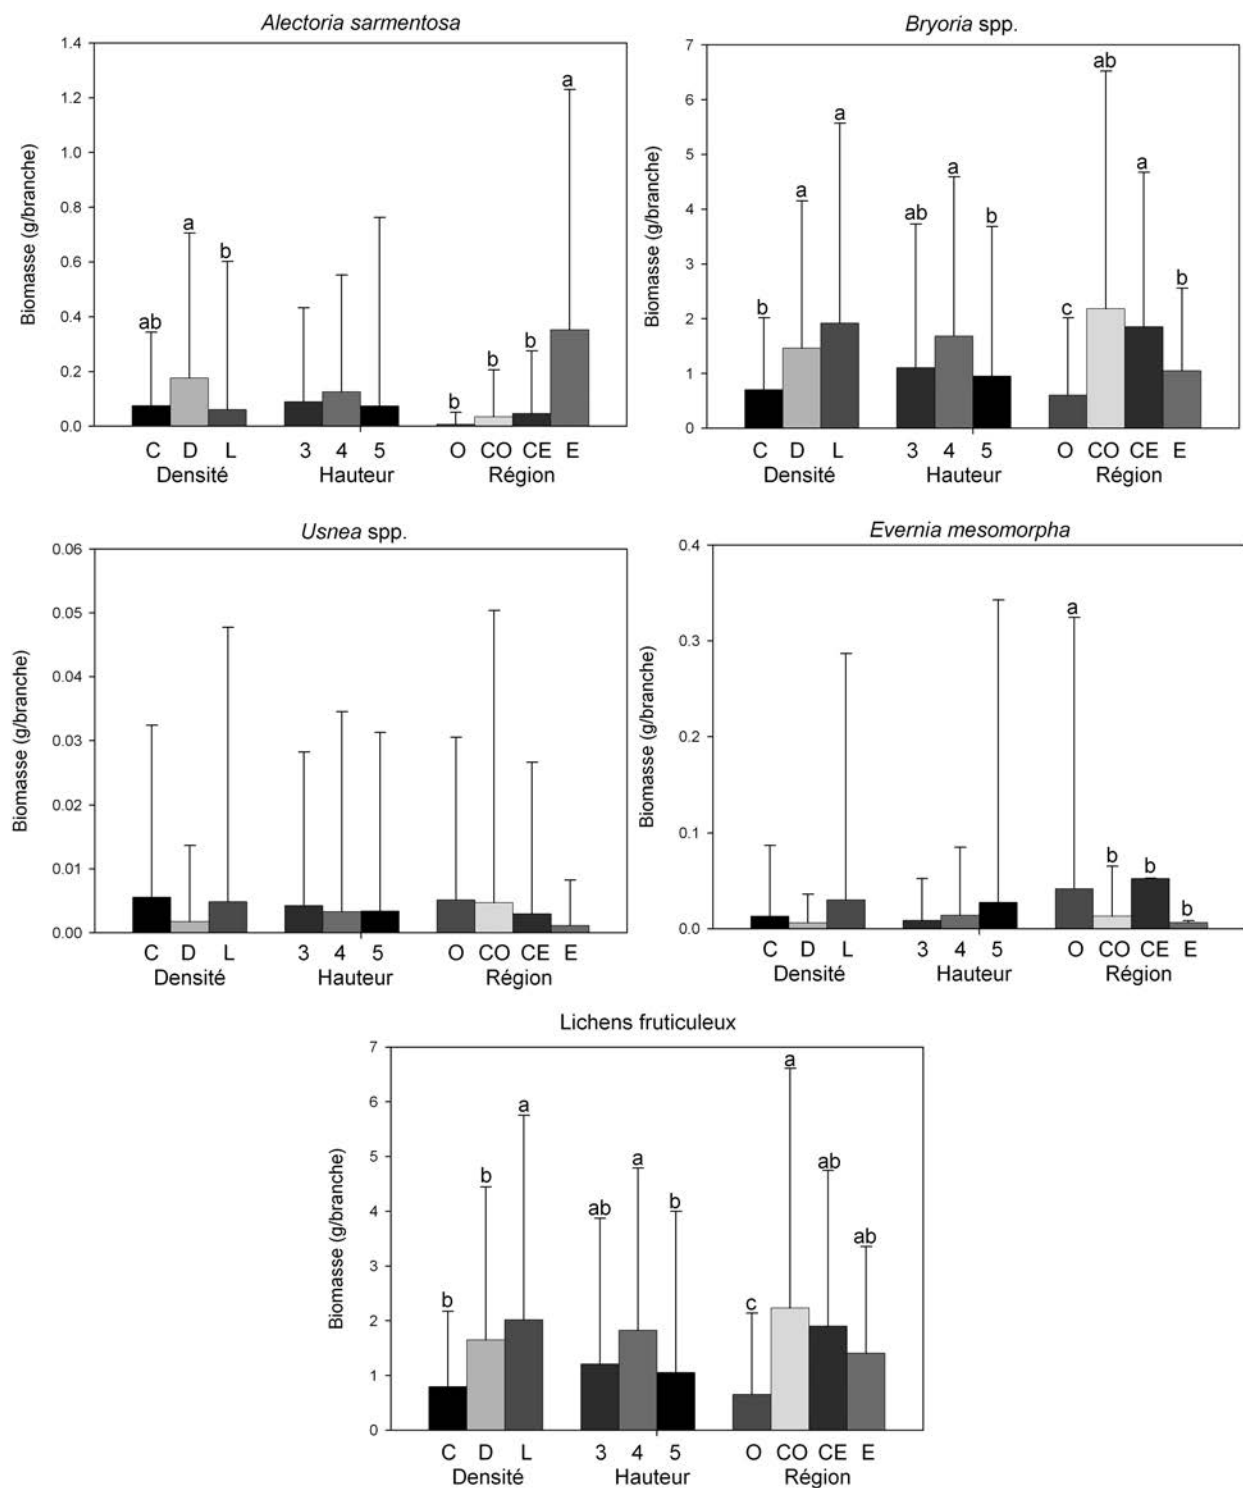 Alectoria sarmentosa
1.4
1.2
1.0
0.8
0.6
0.4
0.2
0.0
Biomasse (g/branche)
ab a b b b b a
C D L 3 4 5 O CO CE E
Densité Hauteur Région
Bryoria spp.
7
6
5
4
3
2
1
0
Biomasse (g/branche)
b a a ab a b c ab a b
C D L 3 4 5 O CO CE E
Densité Hauteur Région
Usnea spp.
0.06
0.05
0.04
0.03
0.02
0.01
0.00
Biomasse (g/branche)
C D L 3 4 5 O CO CE E
Densité Hauteur Région
Evernia mesomorpha
0.4
0.3
0.2
0.1
0.0
Biomasse (g/branche)
a b b b
C D L 3 4 5 O CO CE E
Densité Hauteur Région
Lichens fruticuleux
7
6
5
4
3
2
1
0
Biomasse (g/branche)
b b a ab a b c a ab ab
C D L 3 4 5 O CO CE E
Densité Hauteur Région